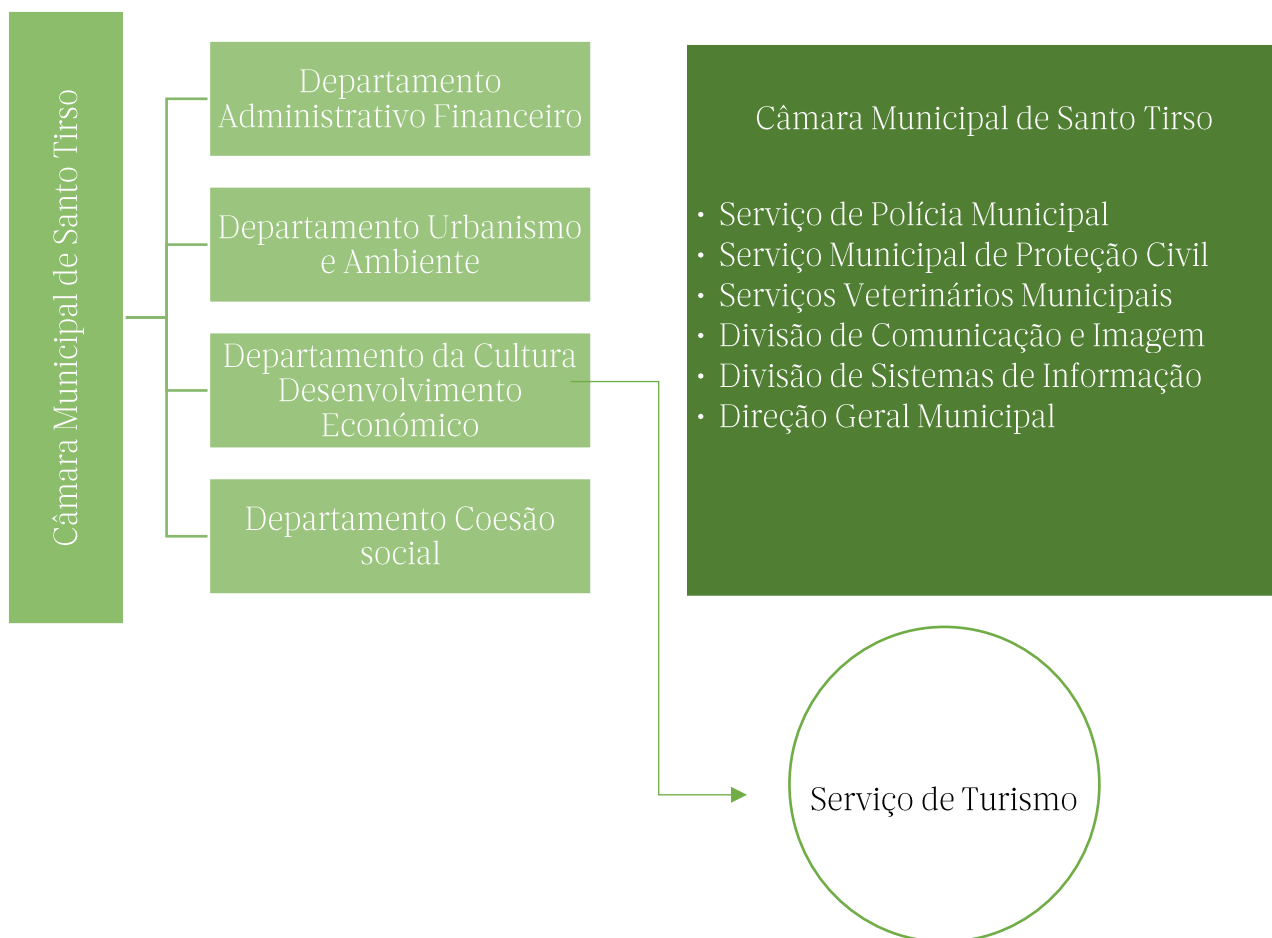 Câmara Municipal de Santo Tirso
Departamento
Administrativo Financeiro
Departamento Urbanismo
e Ambiente
Departamento da Cultura
Desenvolvimento
Económico
Departamento Coesão
social
Câmara Municipal de Santo Tirso
• Serviço de Polícia Municipal
• Serviço Municipal de Proteção Civil
• Serviços Veterinários Municipais
• Divisão de Comunicação e Imagem
• Divisão de Sistemas de Informação
• Direção Geral Municipal
Serviço de Turismo